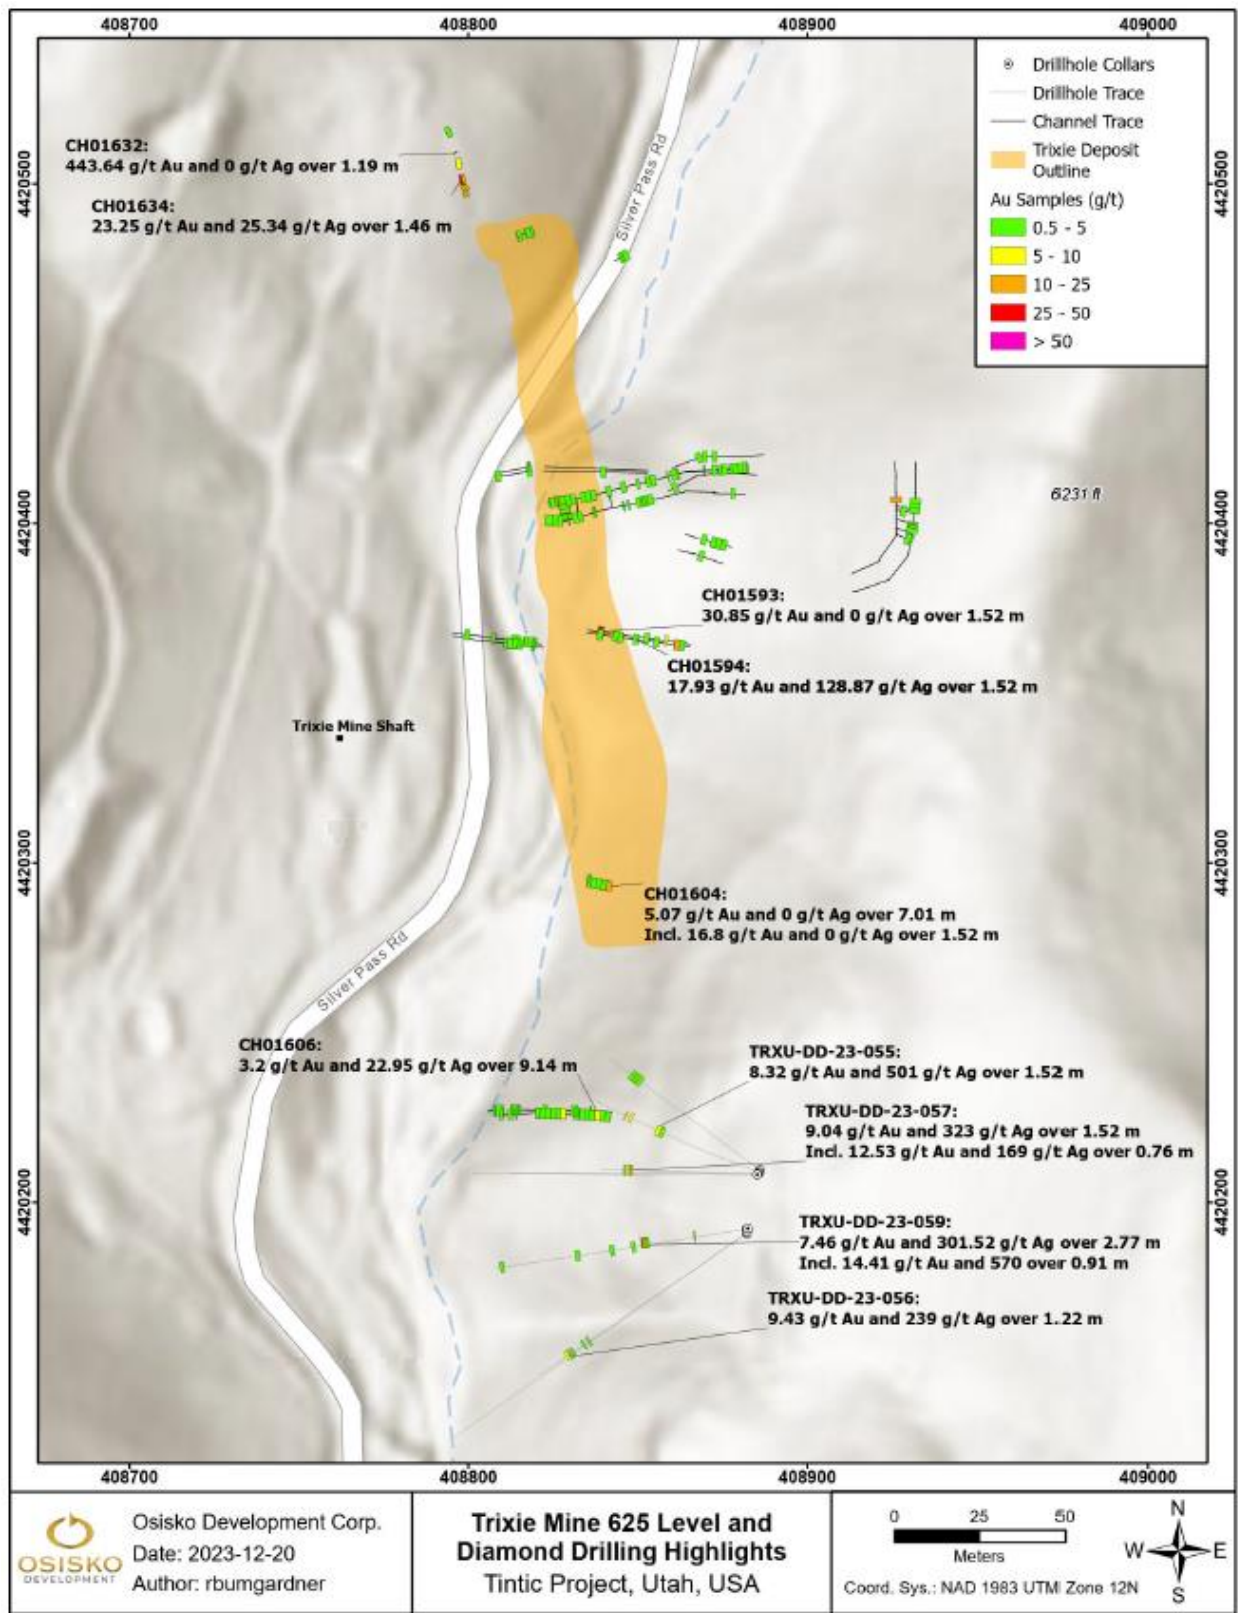 408700 408800 408900 409000
Drillhole Collars
Drillhole Trace
Channel Trace
Trixie Deposit
Outline
Au Samples (g/t)
0.5 - 5
5 - 10
10 - 25
25 - 50
> 50
CH01632:
443.64 g/t Au and 0 g/t Ag over 1.19 m
4420500
4420500
CH01634:
23.25 g/t Au and 25.34 g/t Ag over 1.46 m
Silver Pass Rd
6231 ft
4420400
4420400
CH01593:
30.85 g/t Au and 0 g/t Ag over 1.52 m
CH01594:
17.93 g/t Au and 128.87 g/t Ag over 1.52 m
Trixie Mine Shaft
4420300
4420300
CH01604:
5.07 g/t Au and 0 g/t Ag over 7.01 m
Incl. 16.8 g/t Au and 0 g/t Ag over 1.52 m
Silver Pass Rd
CH01606:
3.2 g/t Au and 22.95 g/t Ag over 9.14 m
TRXU-DD-23-055:
8.32 g/t Au and 501 g/t Ag over 1.52 m
TRXU-DD-23-057:
9.04 g/t Au and 323 g/t Ag over 1.52 m
Incl. 12.53 g/t Au and 169 g/t Ag over 0.76 m
4420200
4420200
TRXU-DD-23-059:
7.46 g/t Au and 301.52 g/t Ag over 2.77 m
Incl. 14.41 g/t Au and 570 over 0.91 m
TRXU-DD-23-056:
9.43 g/t Au and 239 g/t Ag over 1.22 m
408700 408800 408900 409000
OSISKO
DEVELOPMENT
Osisko Development Corp.
Date: 2023-12-20
Author: rbumgardner
Trixie Mine 625 Level and
Diamond Drilling Highlights
Tintic Project, Utah, USA
0 25 50
Meters
Coord. Sys.: NAD 1983 UTM Zone 12N
N
W E
S